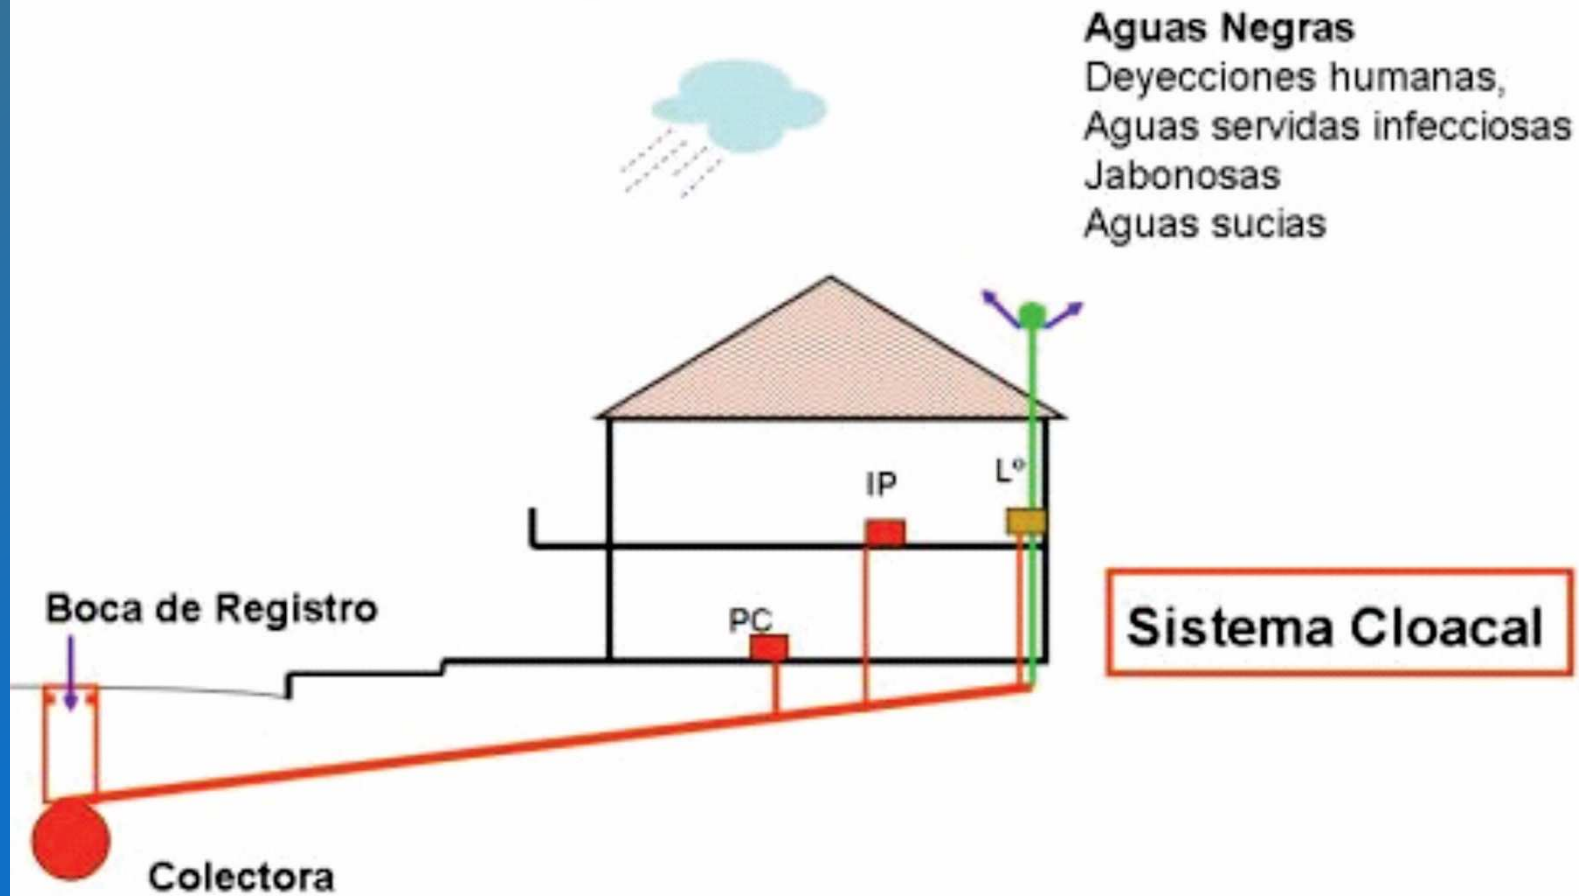 Aguas Negras
Deyecciones humanas,
Aguas servidas infecciosas
Jabonosas
Aguas sucias
IP
Lº
Boca de Registro
PC
Sistema Cloacal
Colectora